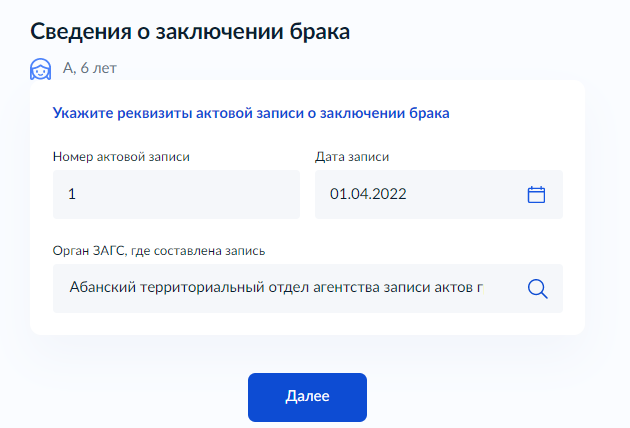 Сведения о заключении брака
А, 6 лет
Укажите реквизиты актовой записи о заключении брака
Номер актовой записи
Дата записи
1
01.04.2022
Орган ЗАГС, где составлена запись
Абанский территориальный отдел агентства записи актов г
Далее